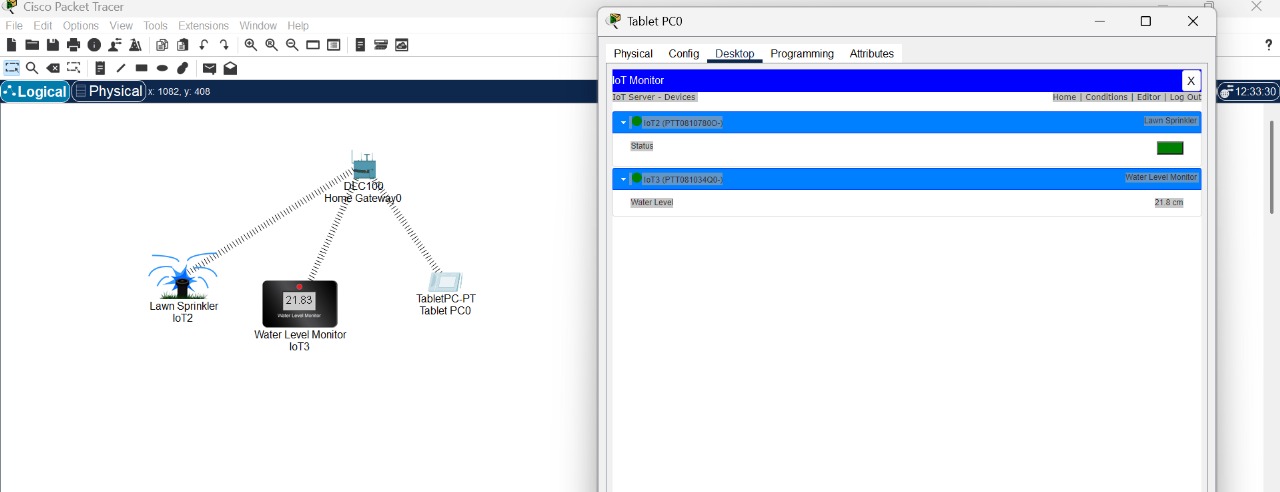 Cisco Packet Tracer
File Edit Options View Tools Extensions Window Help
Logical Physical x: 1082, y: 408
12:33:30
?
DLC100
Home Gateway0
Lawn Sprinkler
IoT2
21.83
Water Level Monitor
Water Level Monitor
IoT3
TabletPC-PT
Tablet PC0
Tablet PC0
Physical Config Desktop Programming Attributes
IoT Monitor X
IoT Server - Devices Home | Conditions | Editor | Log Out
IoT2 (PTT0810780O-) Lawn Sprinkler
Status
IoT3 (PTT081034Q0-) Water Level Monitor
Water Level 21.8 cm